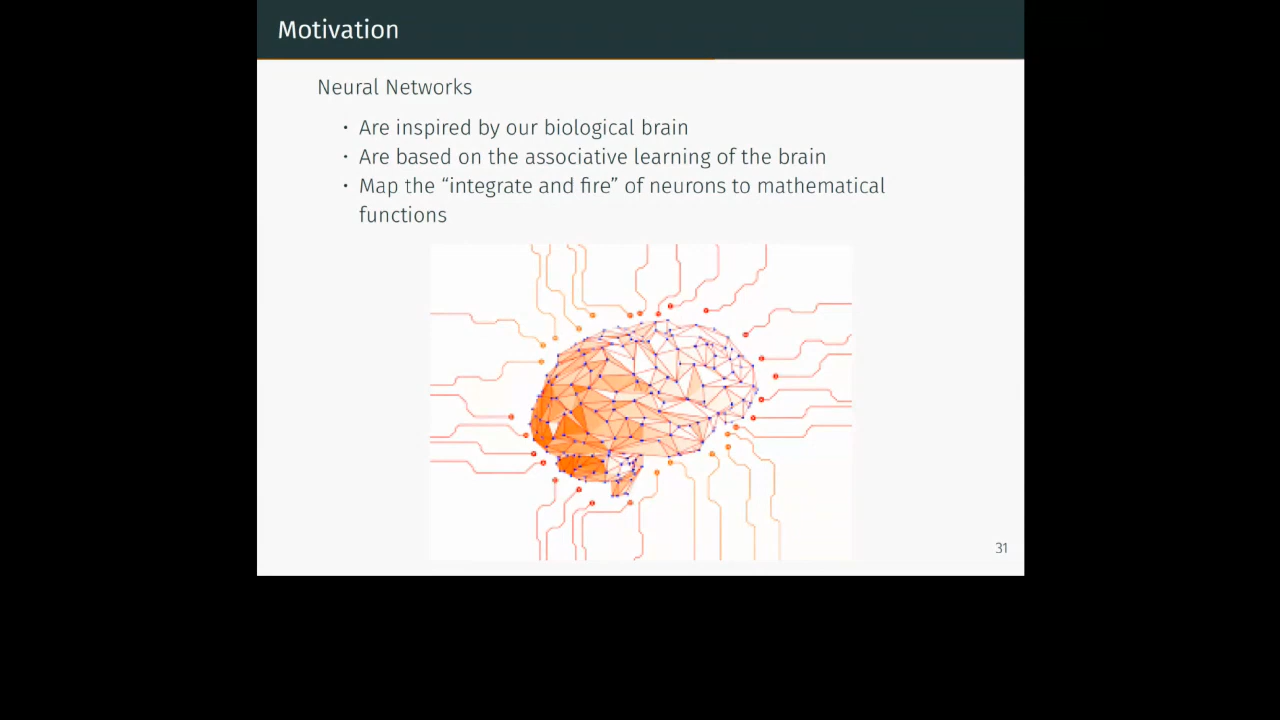 Motivation
Neural Networks
· Are inspired by our biological brain
· Are based on the associative learning of the brain
· Map the “integrate and fire” of neurons to mathematical
functions
31